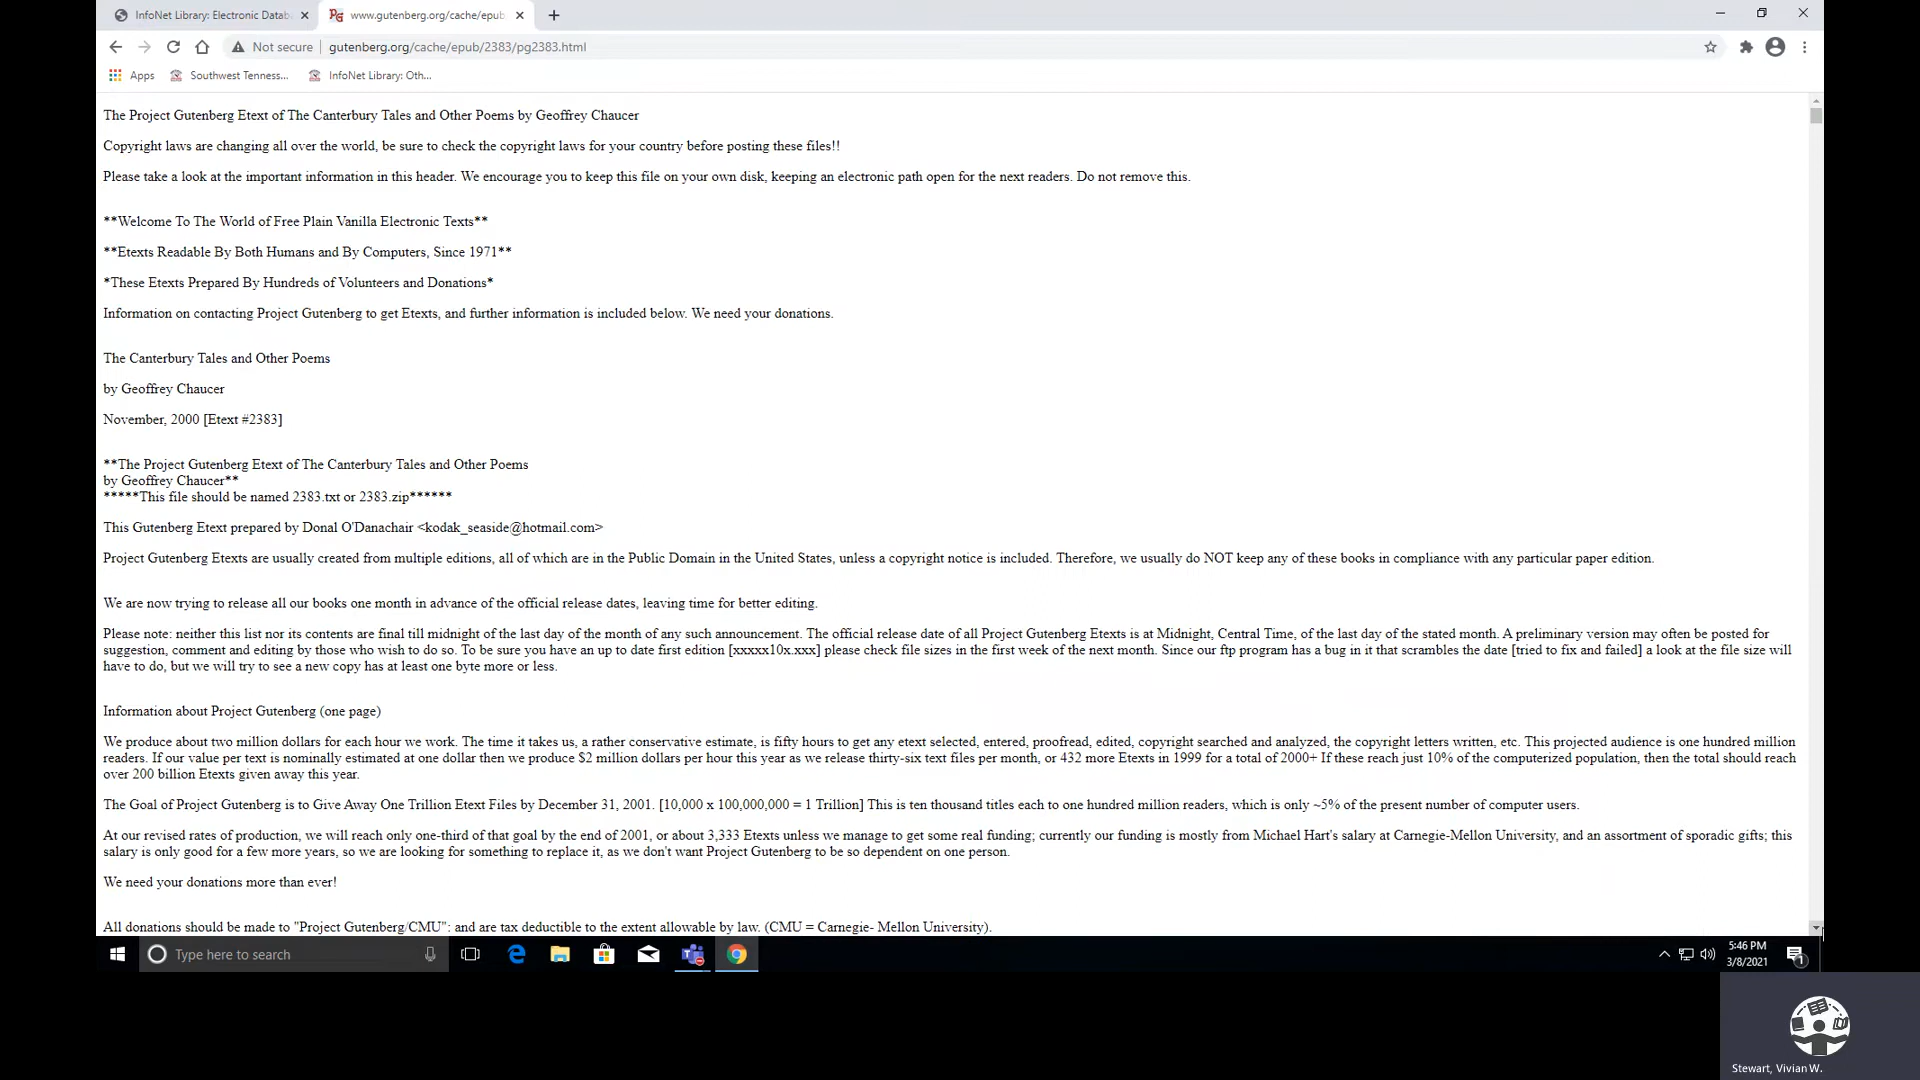 InfoNet Library: Electronic Datab
www.gutenberg.org/cache/epub
Not secure
gutenberg.org/cache/epub/2383/pg2383.html
Apps
Southwest Tenness...
InfoNet Library: Oth...
The Project Gutenberg Etext of The Canterbury Tales and Other Poems by Geoffrey Chaucer
Copyright laws are changing all over the world, be sure to check the copyright laws for your country before posting these files!!
Please take a look at the important information in this header. We encourage you to keep this file on your own disk, keeping an electronic path open for the next readers. Do not remove this.
**Welcome To The World of Free Plain Vanilla Electronic Texts**
**Etexts Readable By Both Humans and By Computers, Since 1971**
*These Etexts Prepared By Hundreds of Volunteers and Donations*
Information on contacting Project Gutenberg to get Etexts, and further information is included below. We need your donations.
The Canterbury Tales and Other Poems
by Geoffrey Chaucer
November, 2000 [Etext #2383]
**The Project Gutenberg Etext of The Canterbury Tales and Other Poems
by Geoffrey Chaucer**
*****This file should be named 2383.txt or 2383.zip******
This Gutenberg Etext prepared by Donal O'Danachair <kodak_seaside@hotmail.com>
Project Gutenberg Etexts are usually created from multiple editions, all of which are in the Public Domain in the United States, unless a copyright notice is included. Therefore, we usually do NOT keep any of these books in compliance with any particular paper edition.
We are now trying to release all our books one month in advance of the official release dates, leaving time for better editing.
Please note: neither this list nor its contents are final till midnight of the last day of the month of any such announcement. The official release date of all Project Gutenberg Etexts is at Midnight, Central Time, of the last day of the stated month. A preliminary version may often be posted for
suggestion, comment and editing by those who wish to do so. To be sure you have an up to date first edition [xxxxx10x.xxx] please check file sizes in the first week of the next month. Since our ftp program has a bug in it that scrambles the date [tried to fix and failed] a look at the file size will
have to do, but we will try to see a new copy has at least one byte more or less.
Information about Project Gutenberg (one page)
We produce about two million dollars for each hour we work. The time it takes us, a rather conservative estimate, is fifty hours to get any etext selected, entered, proofread, edited, copyright searched and analyzed, the copyright letters written, etc. This projected audience is one hundred million
readers. If our value per text is nominally estimated at one dollar then we produce $2 million dollars per hour this year as we release thirty-six text files per month, or 432 more Etexts in 1999 for a total of 2000+ If these reach just 10% of the computerized population, then the total should reach
over 200 billion Etexts given away this year.
The Goal of Project Gutenberg is to Give Away One Trillion Etext Files by December 31, 2001. [10,000 x 100,000,000 = 1 Trillion] This is ten thousand titles each to one hundred million readers, which is only ~5% of the present number of computer users.
At our revised rates of production, we will reach only one-third of that goal by the end of 2001, or about 3,333 Etexts unless we manage to get some real funding; currently our funding is mostly from Michael Hart's salary at Carnegie-Mellon University, and an assortment of sporadic gifts; this
salary is only good for a few more years, so we are looking for something to replace it, as we don't want Project Gutenberg to be so dependent on one person.
We need your donations more than ever!
All donations should be made to "Project Gutenberg/CMU": and are tax deductible to the extent allowable by law. (CMU = Carnegie- Mellon University).
Type here to search
5:46 PM
3/8/2021
1
Stewart, Vivian W.